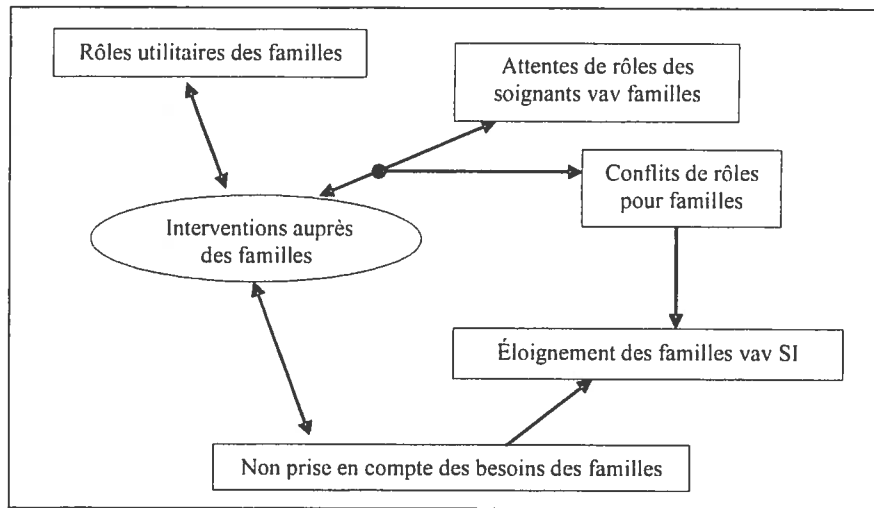 Rôles utilitaires des familles
Attentes de rôles des
soignants vav familles
Conflits de rôles
pour familles
Interventions auprès
des familles
Éloignement des familles vav SI
Non prise en compte des besoins des familles